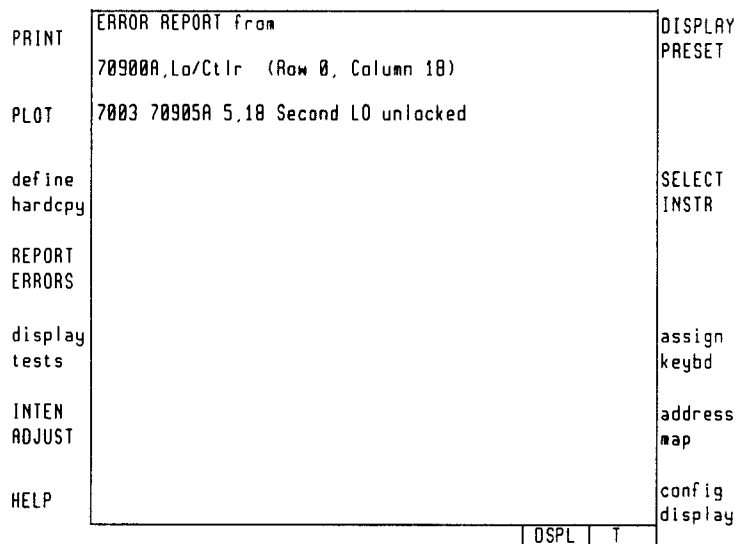 PRINT
PLOT
define
hardcpy
REPORT
ERRORS
display
tests
INTEN
ADJUST
HELP
ERROR REPORT from
70900A,Lo/Ctlr (Row 0, Column 18)
7003 70905A 5,18 Second LO unlocked
DISPLAY
PRESET
SELECT
INSTR
assign
keybd
address
map
config
display
DSPL T